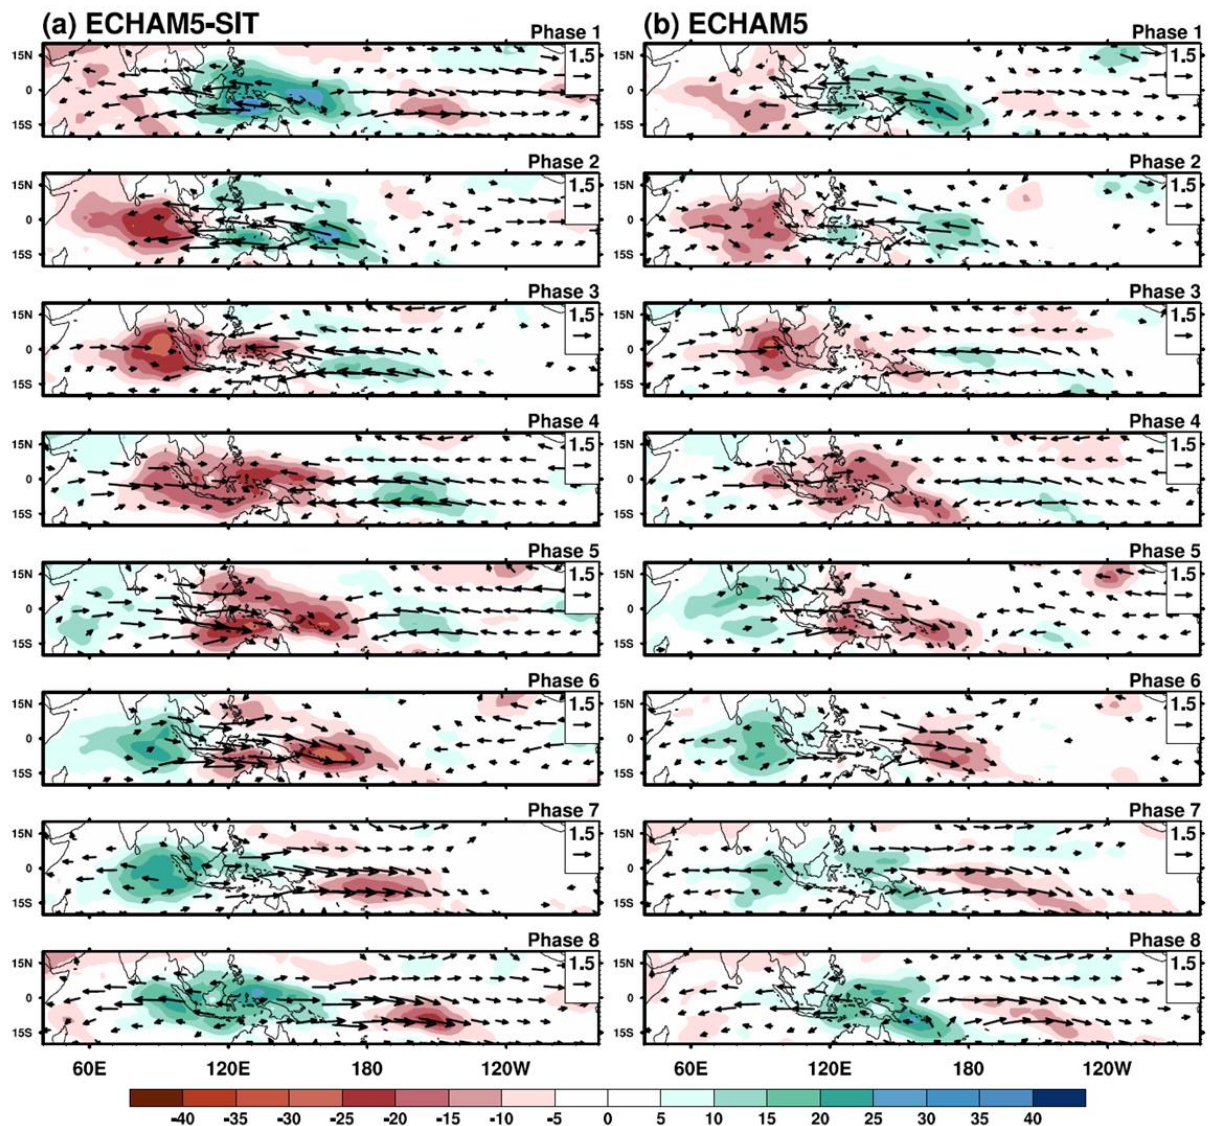 (a) ECHAM5-SIT
(b) ECHAM5
Phase 1
15N
0
15S
1.5
Phase 1
15N
0
15S
1.5
Phase 2
15N
0
15S
1.5
Phase 2
15N
0
15S
1.5
Phase 3
15N
0
15S
1.5
Phase 3
15N
0
15S
1.5
Phase 4
15N
0
15S
1.5
Phase 4
15N
0
15S
1.5
Phase 5
15N
0
15S
1.5
Phase 5
15N
0
15S
1.5
Phase 6
15N
0
15S
1.5
Phase 6
15N
0
15S
1.5
Phase 7
15N
0
15S
1.5
Phase 7
15N
0
15S
1.5
Phase 8
15N
0
15S
1.5
Phase 8
15N
0
15S
1.5
60E 120E 180 120W
60E 120E 180 120W
-40 -35 -30 -25 -20 -15 -10 -5 0 5 10 15 20 25 30 35 40